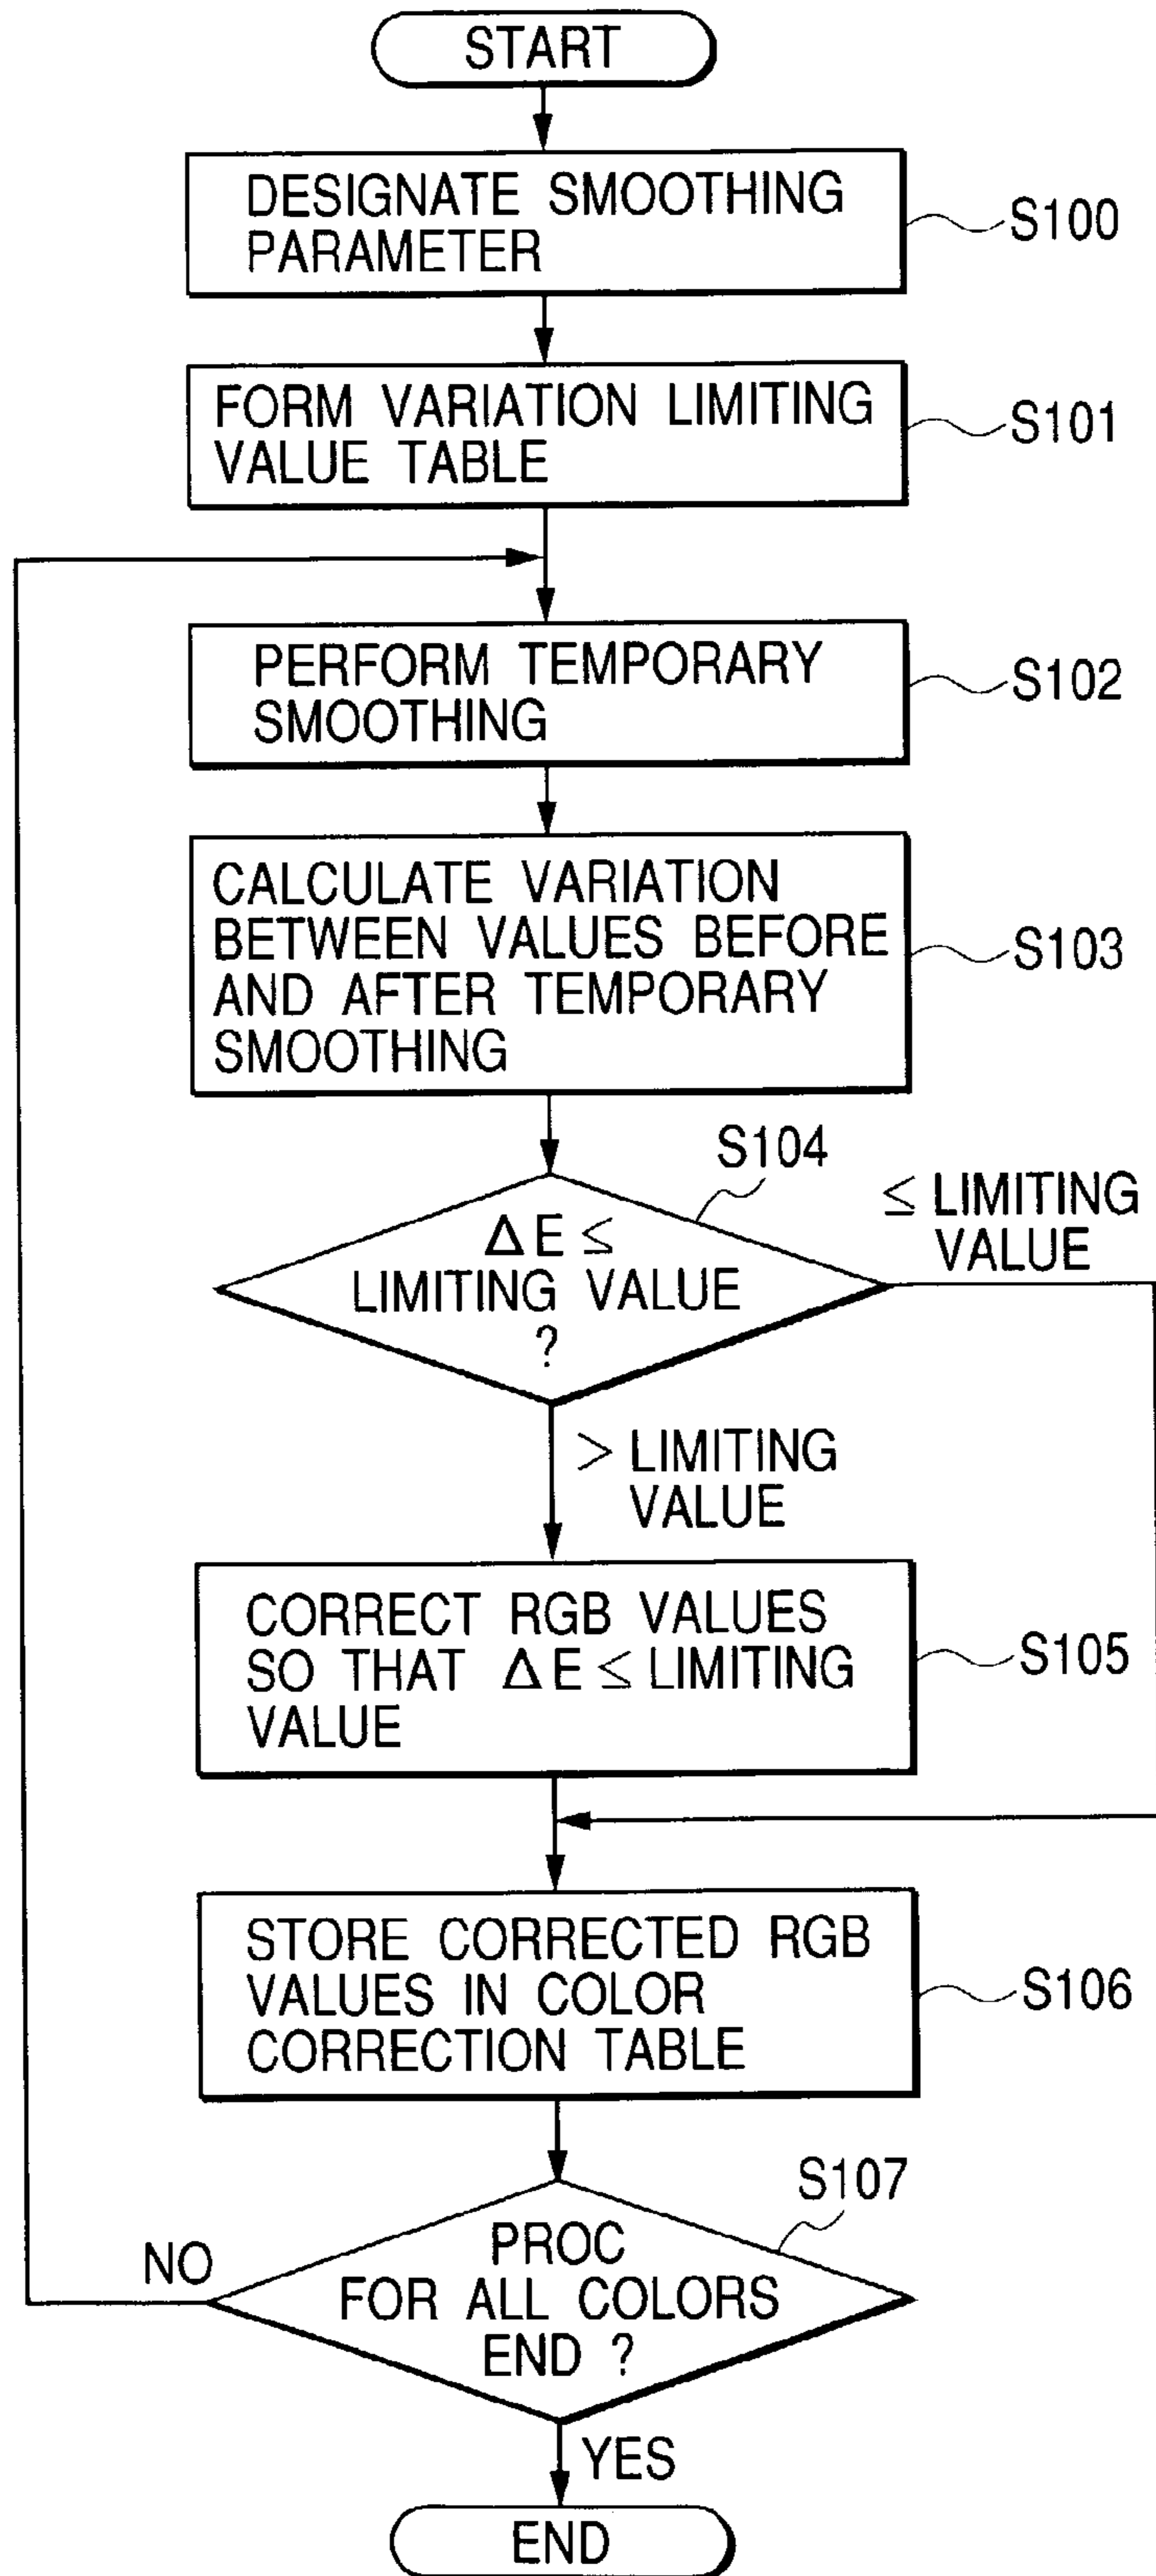 START
DESIGNATE SMOOTHING
PARAMETER
S100
FORM VARIATION LIMITING
VALUE TABLE
S101
PERFORM TEMPORARY
SMOOTHING
S102
CALCULATE VARIATION
BETWEEN VALUES BEFORE
AND AFTER TEMPORARY
SMOOTHING
S103
S104
ΔE ≤
LIMITING VALUE
?
≤ LIMITING
VALUE
> LIMITING
VALUE
CORRECT RGB VALUES
SO THAT ΔE ≤ LIMITING
VALUE
S105
STORE CORRECTED RGB
VALUES IN COLOR
CORRECTION TABLE
S106
S107
PROC
FOR ALL COLORS
END ?
NO
YES
END